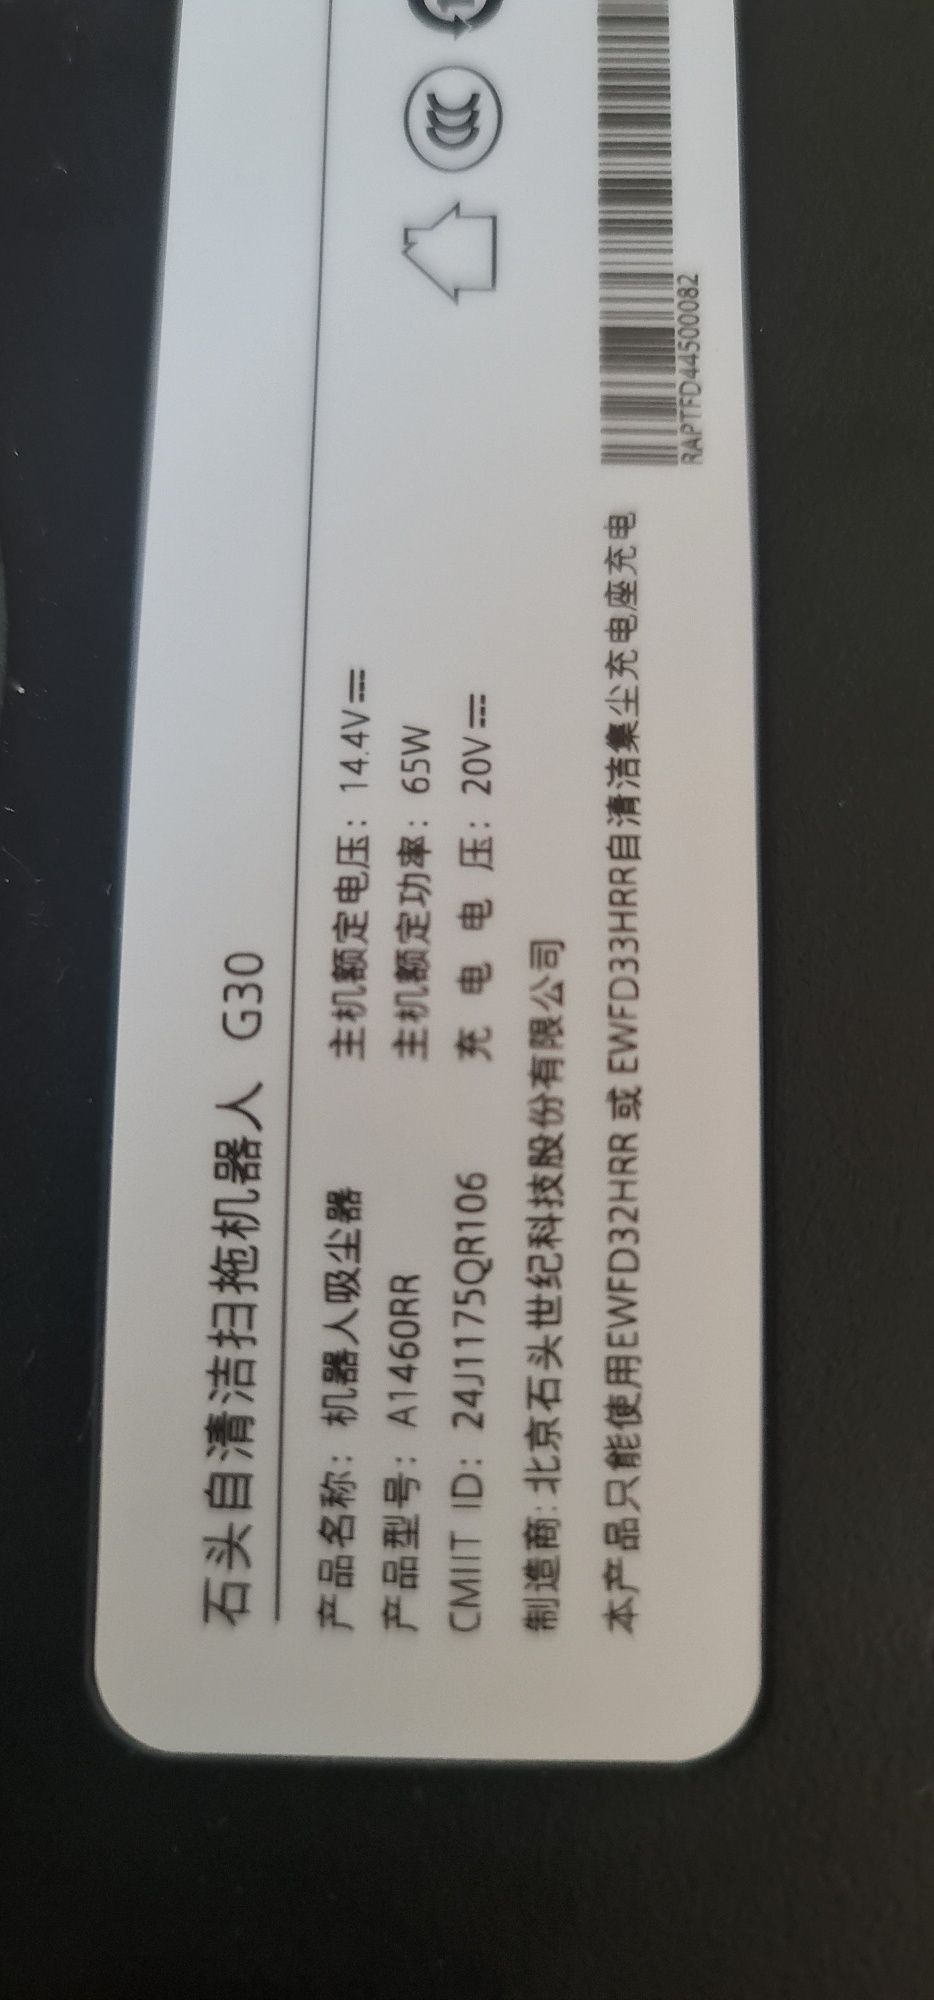 石头自清洁扫拖机器人 G30
产品名称：机器人吸尘器 主机额定电压：14.4V⎓
产品型号：A1460RR 主机额定功率：65W
CMIIT ID：24J1175QR106 充电电压：20V⎓
制造商：北京石头世纪科技股份有限公司
本产品只能使用EWFD32HRR 或 EWFD33HRR自清洁集尘充电座充电
RAPTFD44500082